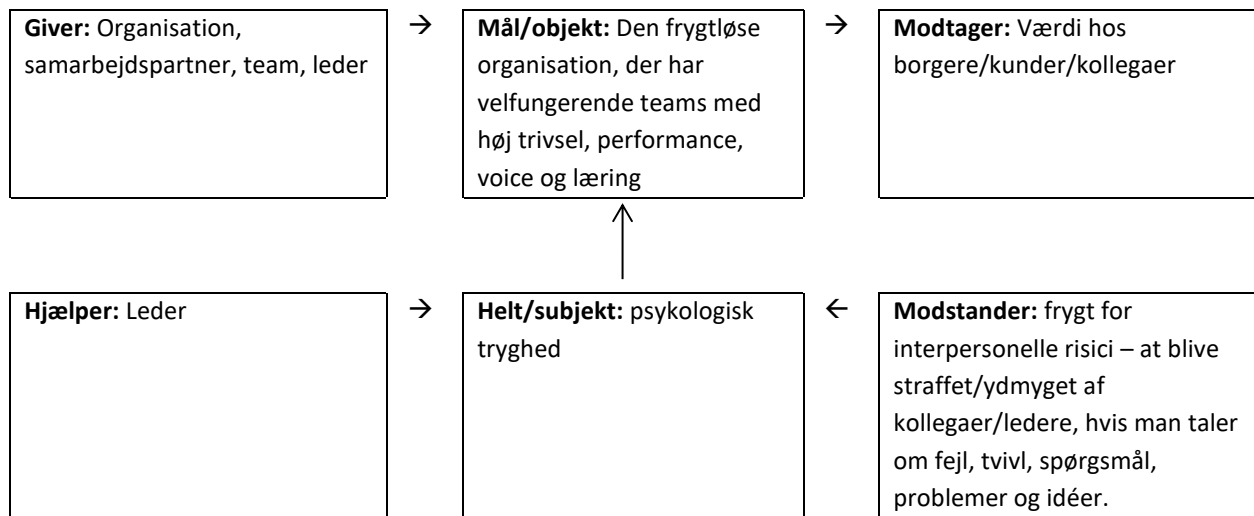 Giver: Organisation,
samarbejdspartner, team, leder
→
Mål/objekt: Den frygtløse
organisation, der har
velfungerende teams med
høj trivsel, performance,
voice og læring
→
Modtager: Værdi hos
borgere/kunder/kollegaer
Hjælper: Leder
→
Helt/subjekt: psykologisk
tryghed
←
Modstander: frygt for
interpersonelle risici – at blive
straffet/ydmyget af
kollegaer/ledere, hvis man taler
om fejl, tvivl, spørgsmål,
problemer og idéer.